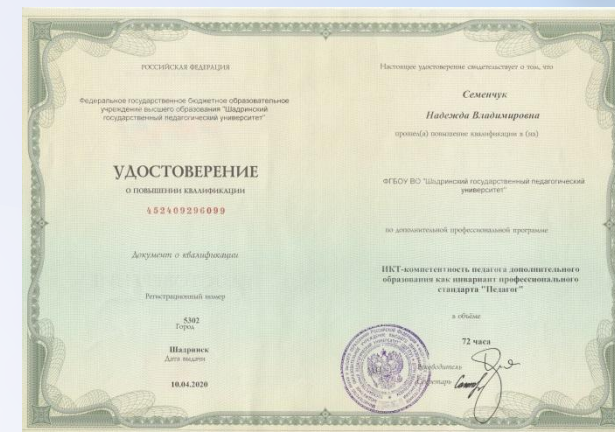 РОССИЙСКАЯ ФЕДЕРАЦИЯ
Федеральное государственное бюджетное образовательное
учреждение высшего образования "Шадринский
государственный педагогический университет"
УДОСТОВЕРЕНИЕ
О ПОВЫШЕНИИ КВАЛИФИКАЦИИ
452409296099
Документ о квалификации
Регистрационный номер
5302
Город
Шадринск
Дата выдачи
10.04.2020
Настоящее удостоверение свидетельствует о том, что
Семенчук
Надежда Владимировна
прошел(а) повышение квалификации в (на)
ФГБОУ ВО "Шадринский государственный педагогический
университет"
по дополнительной профессиональной программе
ИКТ-компетентность педагога дополнительного
образования как инвариант профессионального
стандарта "Педагог"
в объёме
72 часа
Руководитель
Секретарь